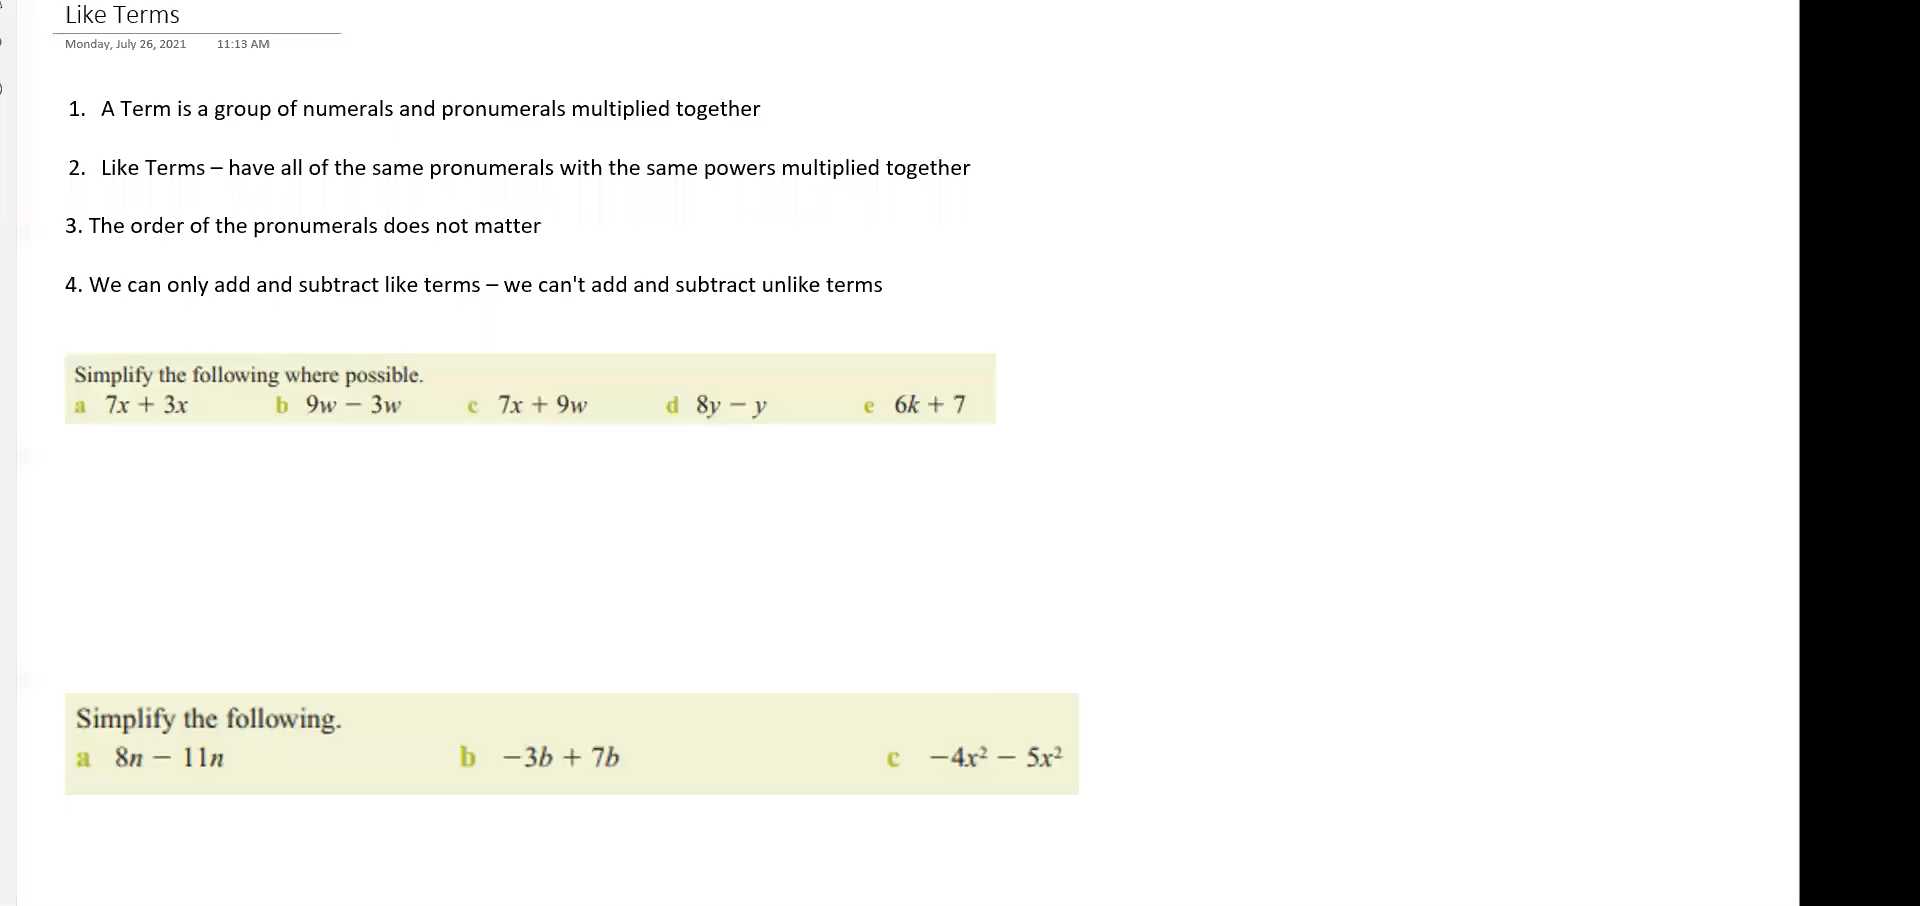 Like Terms
Monday, July 26, 2021 11:13 AM
1. A Term is a group of numerals and pronumerals multiplied together
2. Like Terms – have all of the same pronumerals with the same powers multiplied together
3. The order of the pronumerals does not matter
4. We can only add and subtract like terms – we can't add and subtract unlike terms
Simplify the following where possible.
a 7x + 3x b 9w − 3w c 7x + 9w d 8y − y e 6k + 7
Simplify the following.
a 8n − 11n b −3b + 7b c −4x² − 5x²